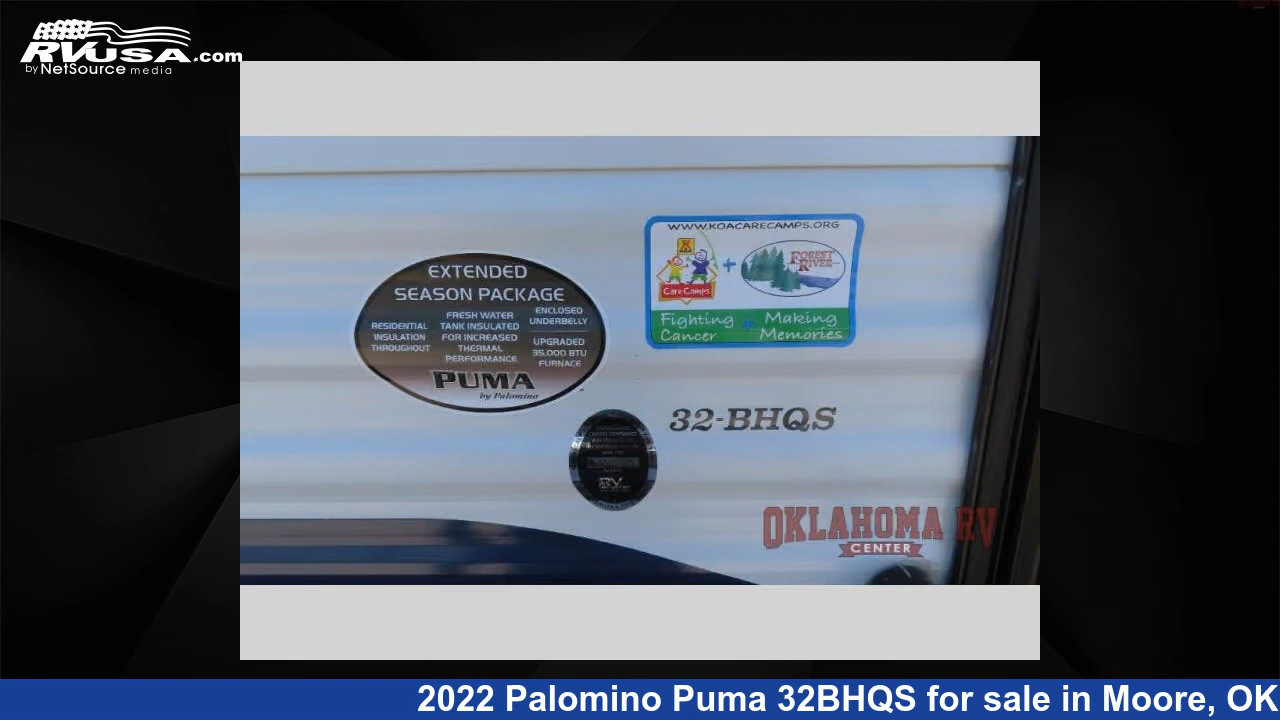 RVUSA.com
by NetSource media
WWW.KOACARECAMPS.ORG
Care Camps
+
FOREST RIVER
Fighting Cancer
+
Making Memories
EXTENDED
SEASON PACKAGE
RESIDENTIAL
INSULATION
THROUGHOUT
FRESH WATER
TANK INSULATED
FOR INCREASED
THERMAL
PERFORMANCE
ENCLOSED
UNDERBELLY
UPGRADED
35,000 BTU
FURNACE
PUMA
by Palomino
32-BHQS
RV
OKLAHOMA RV
CENTER
2022 Palomino Puma 32BHQS for sale in Moore, OK